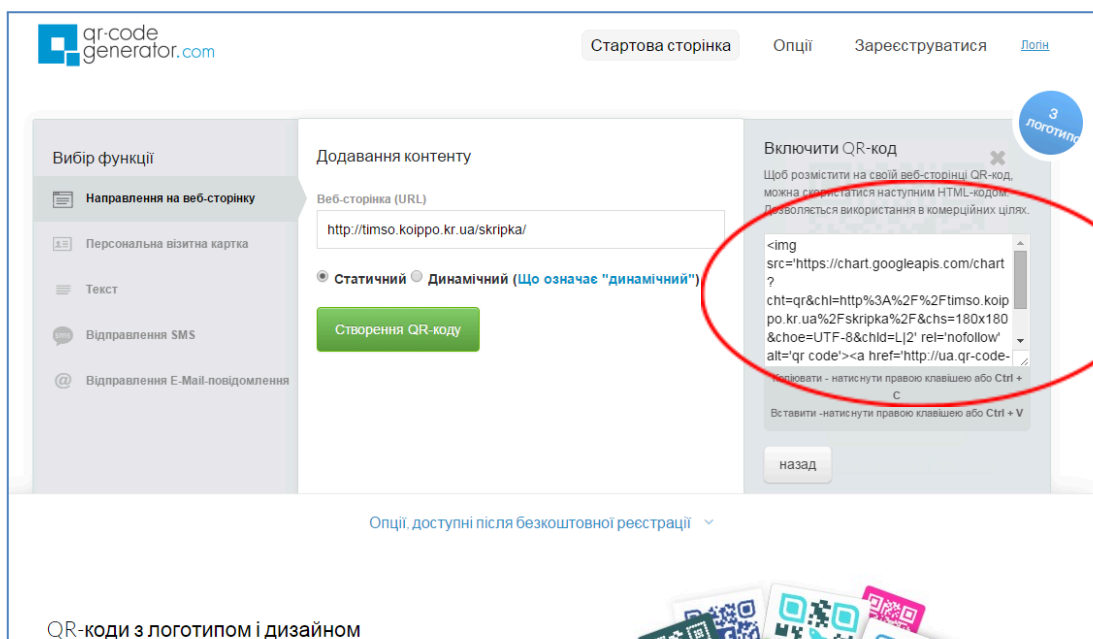 qr-code
generator.com
Стартова сторінка
Опції
Зареєструватися
Логін
З
логотипо
Вибір функції
Направлення на веб-сторінку
Персональна візитна картка
Текст
Відправлення SMS
Відправлення E-Mail-повідомлення
Додавання контенту
Веб-сторінка (URL)
http://timso.koippo.kr.ua/skripka/
Статичний Динамічний (Що означає "динамічний")
Створення QR-коду
Включити QR-код
Щоб розмістити на своїй веб-сторінці QR-код,
можна скористатися наступним HTML-кодом.
Дозволяється використання в комерційних цілях.
<img
src='https://chart.googleapis.com/chart
?
cht=qr&chl=http%3A%2F%2Ftimso.koip
po.kr.ua%2Fskripka%2F&chs=180x180
&choe=UTF-8&chld=L|2' rel='nofollow'
alt='qr code'><a href='http://ua.qr-code-
Копіювати - натиснути правою клавішею або Ctrl +
C
Вставити -натиснути правою клавішею або Ctrl + V
назад
Опції, доступні після безкоштовної реєстрації
QR-коди з логотипом і дизайном